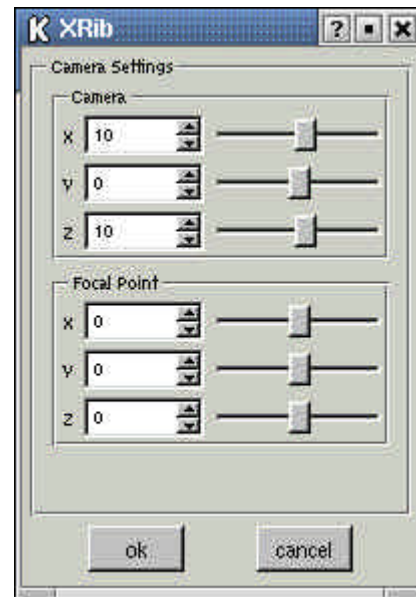 XRib
Camera Settings
Camera
x 10
y 0
z 10
Focal Point
x 0
y 0
z 0
ok cancel